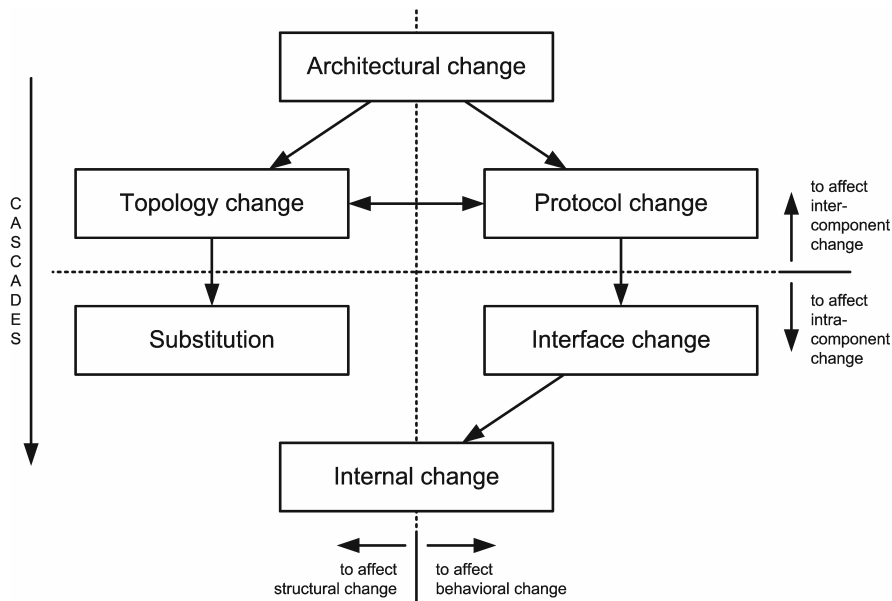 Architectural change
Topology change
Protocol change
to affect
inter-
component
change
CASCADES
Substitution
Interface change
to affect
intra-
component
change
Internal change
to affect
structural change
to affect
behavioral change